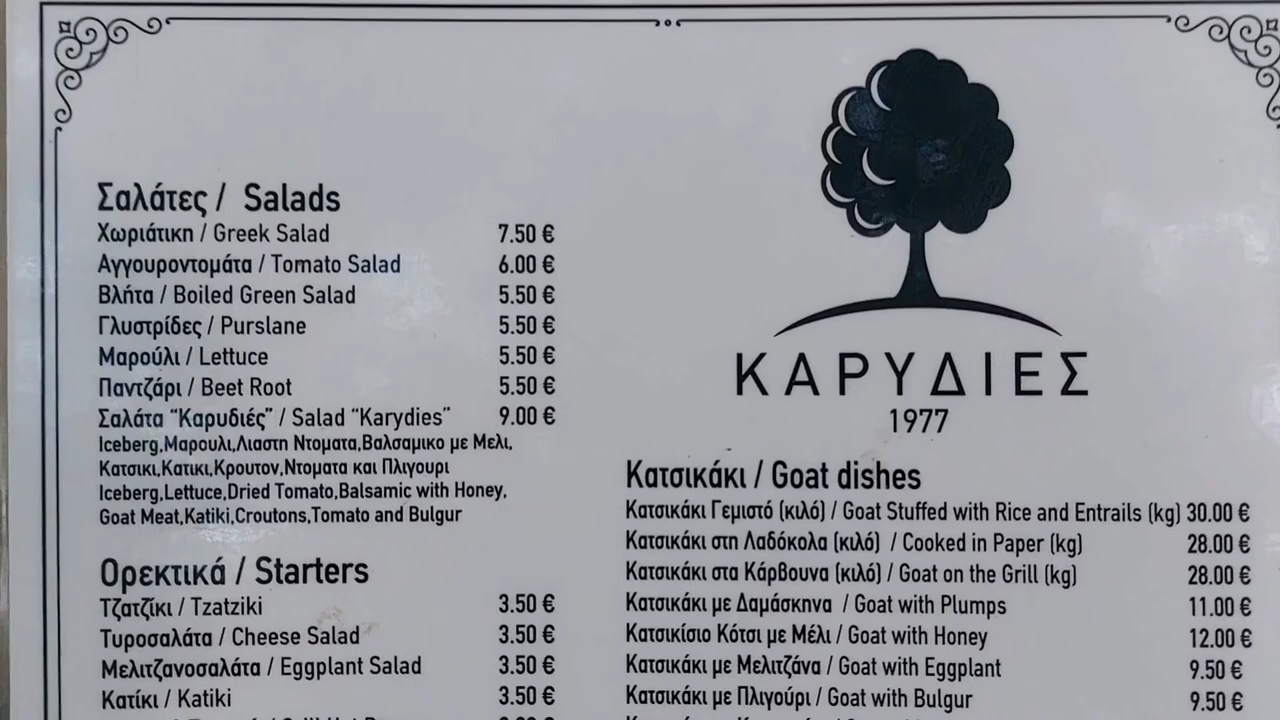 Σαλάτες / Salads
Χωριάτικη / Greek Salad 7.50 €
Αγγουροντομάτα / Tomato Salad 6.00 €
Βλήτα / Boiled Green Salad 5.50 €
Γλυστρίδες / Purslane 5.50 €
Μαρούλι / Lettuce 5.50 €
Παντζάρι / Beet Root 5.50 €
Σαλάτα “Καρυδιές” / Salad “Karydies” 9.00 €
Iceberg,Μαρουλι,Λιαστη Ντοματα,Βαλσαμικο με Μελι,
Κατσικι,Κατικι,Κρουτον,Ντοματα και Πλιγουρι
Iceberg,Lettuce,Dried Tomato,Balsamic with Honey,
Goat Meat,Katiki,Croutons,Tomato and Bulgur
Ορεκτικά / Starters
Τζατζίκι / Tzatziki 3.50 €
Τυροσαλάτα / Cheese Salad 3.50 €
Μελιτζανοσαλάτα / Eggplant Salad 3.50 €
Κατίκι / Katiki 3.50 €
ΚΑΡΥΔΙΕΣ
1977
Κατσικάκι / Goat dishes
Κατσικάκι Γεμιστό (κιλό) / Goat Stuffed with Rice and Entrails (kg) 30.00 €
Κατσικάκι στη Λαδόκολα (κιλό) / Cooked in Paper (kg) 28.00 €
Κατσικάκι στα Κάρβουνα (κιλό) / Goat on the Grill (kg) 28.00 €
Κατσικάκι με Δαμάσκηνα / Goat with Plumps 11.00 €
Κατσικίσιο Κότσι με Μέλι / Goat with Honey 12.00 €
Κατσικάκι με Μελιτζάνα / Goat with Eggplant 9.50 €
Κατσικάκι με Πλιγούρι / Goat with Bulgur 9.50 €